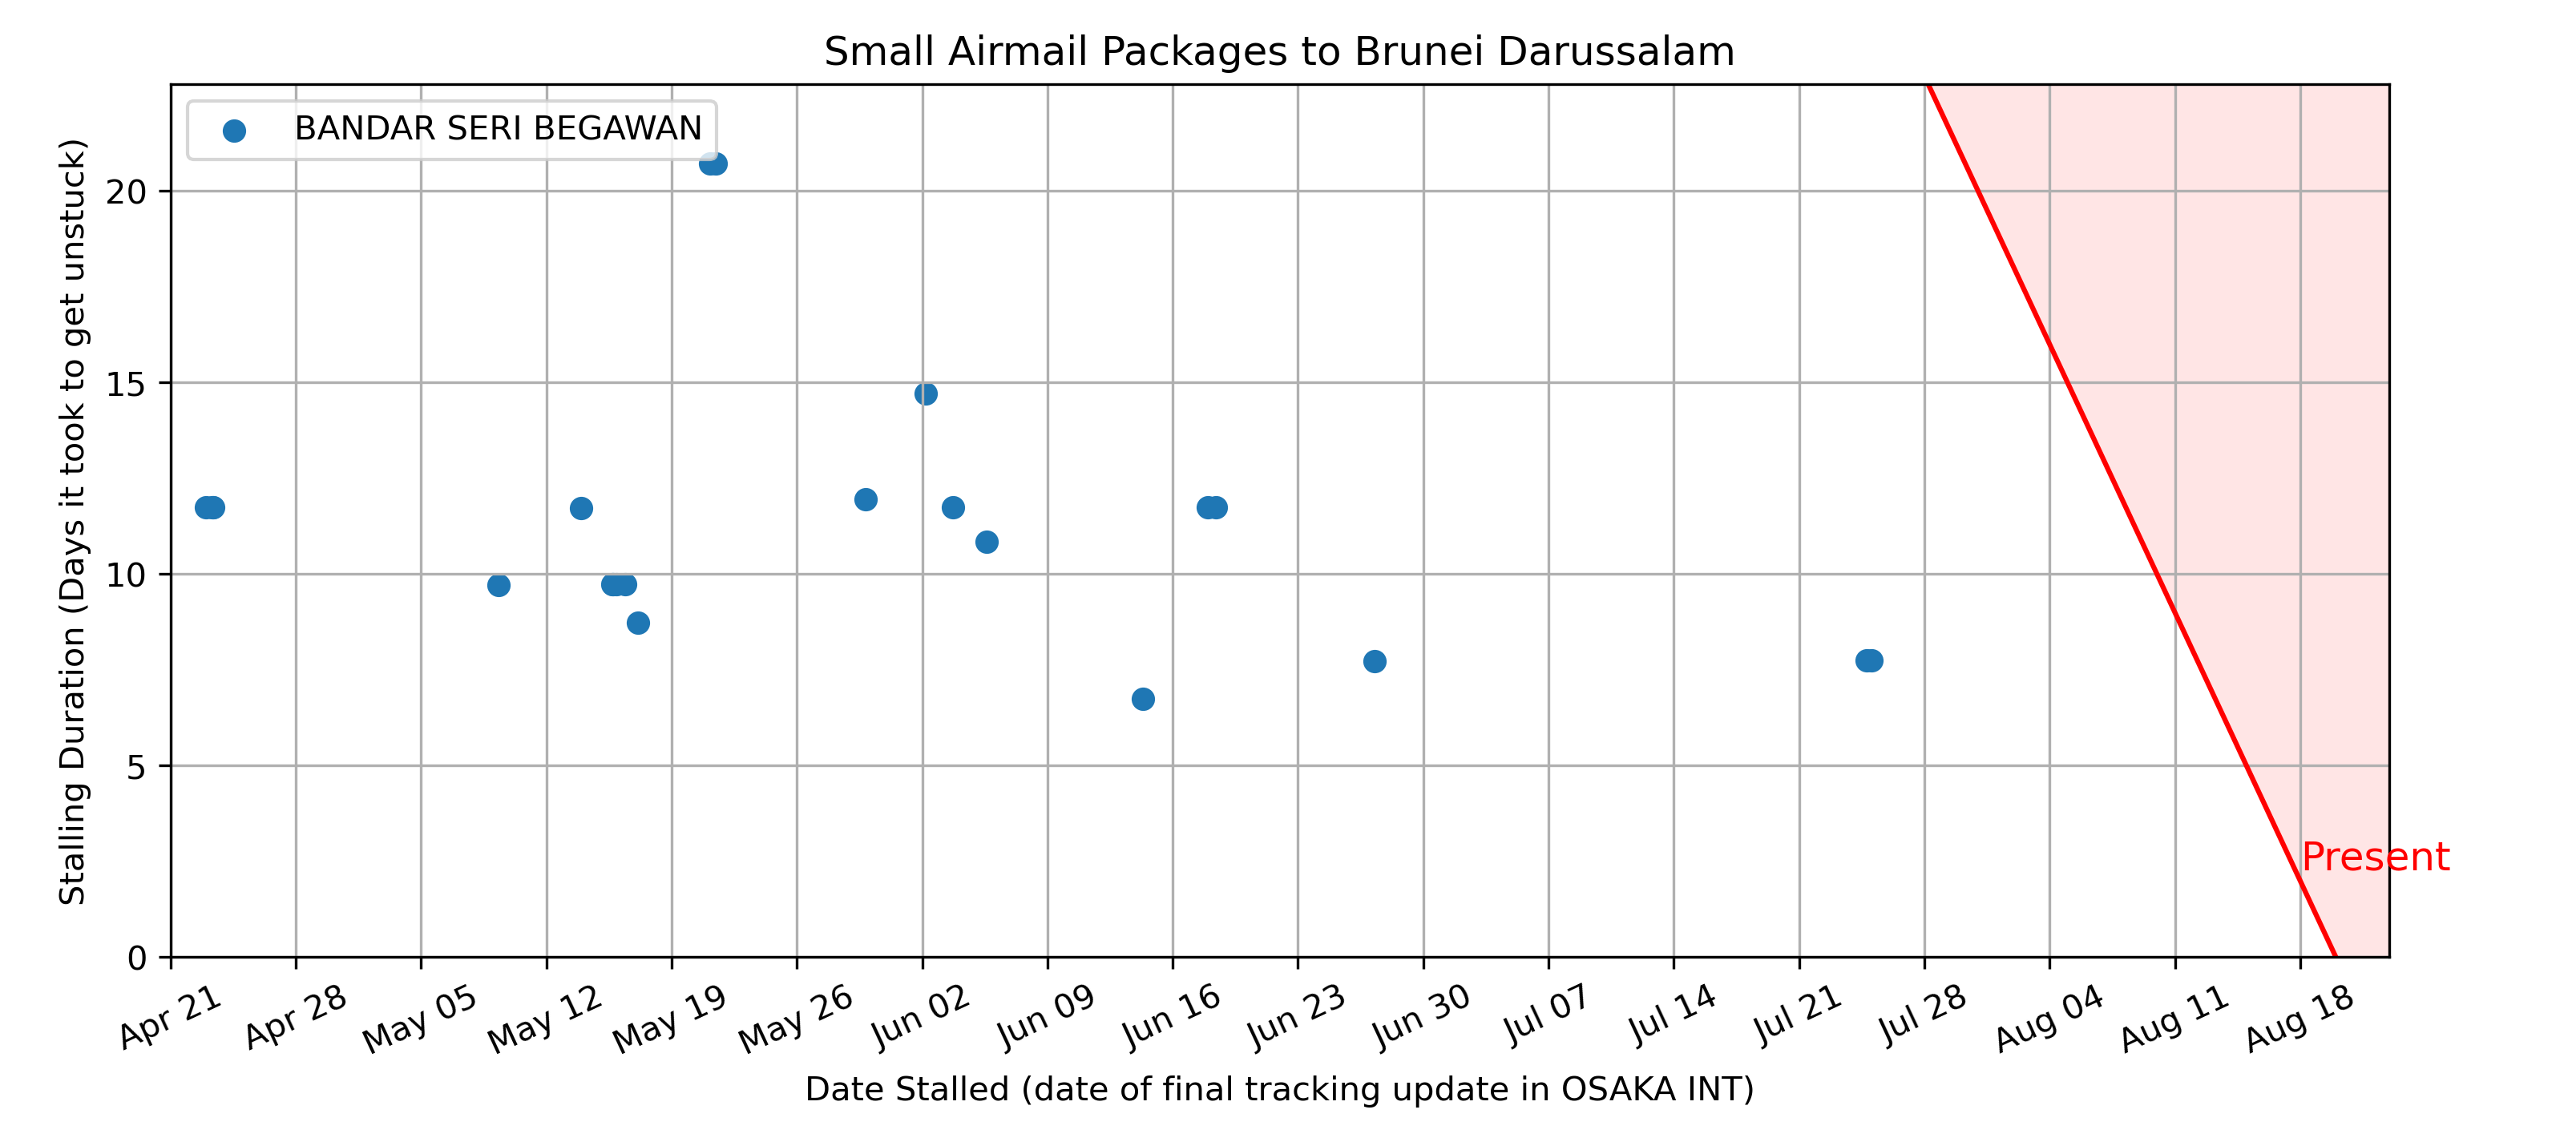 Small Airmail Packages to Brunei Darussalam
BANDAR SERI BEGAWAN
Stalling Duration (Days it took to get unstuck)
20
15
10
5
0
Present
Apr 21
Apr 28
May 05
May 12
May 19
May 26
Jun 02
Jun 09
Jun 16
Jun 23
Jun 30
Jul 07
Jul 14
Jul 21
Jul 28
Aug 04
Aug 11
Aug 18
Date Stalled (date of final tracking update in OSAKA INT)